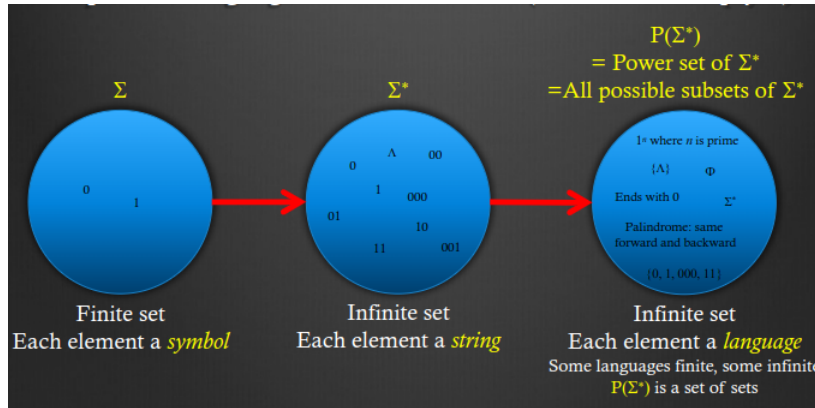 Σ
0
1
Finite set
Each element a symbol
Σ*
0
Λ
00
1
000
01
10
11
001
Infinite set
Each element a string
P(Σ*)
= Power set of Σ*
=All possible subsets of Σ*
1ⁿ where n is prime
{Λ}
Φ
Ends with 0
Σ*
Palindrome: same
forward and backward
{0, 1, 000, 11}
Infinite set
Each element a language
Some languages finite, some infinite
P(Σ*) is a set of sets